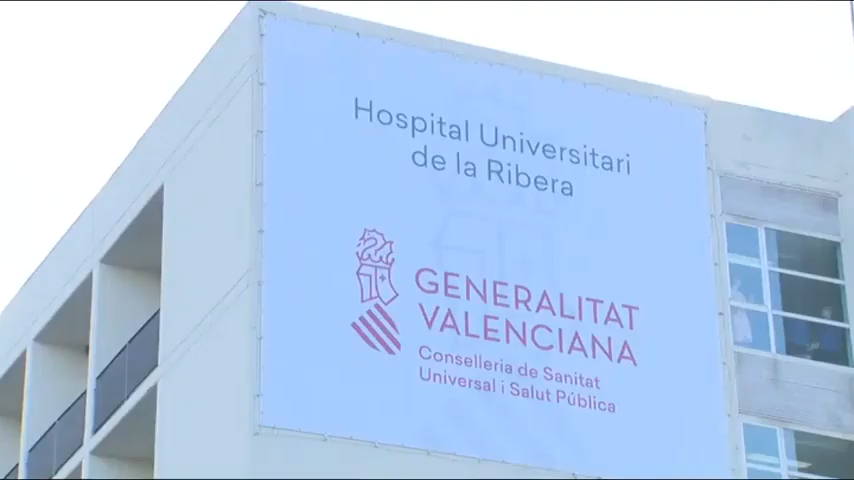 Hospital Universitari
de la Ribera
GENERALITAT
VALENCIANA
Conselleria de Sanitat
Universal i Salut Pública